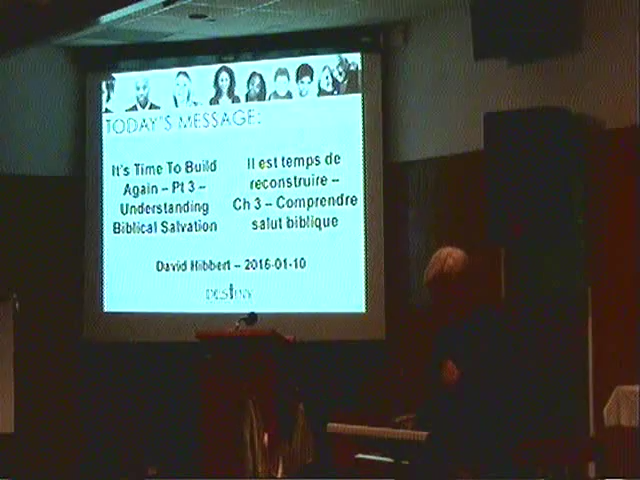 TODAY'S MESSAGE:
It's Time To Build
Again – Pt 3 –
Understanding
Biblical Salvation
Il est temps de
reconstruire –
Ch 3 – Comprendre
salut biblique
David Hibbert – 2016-01-10
DESTINY